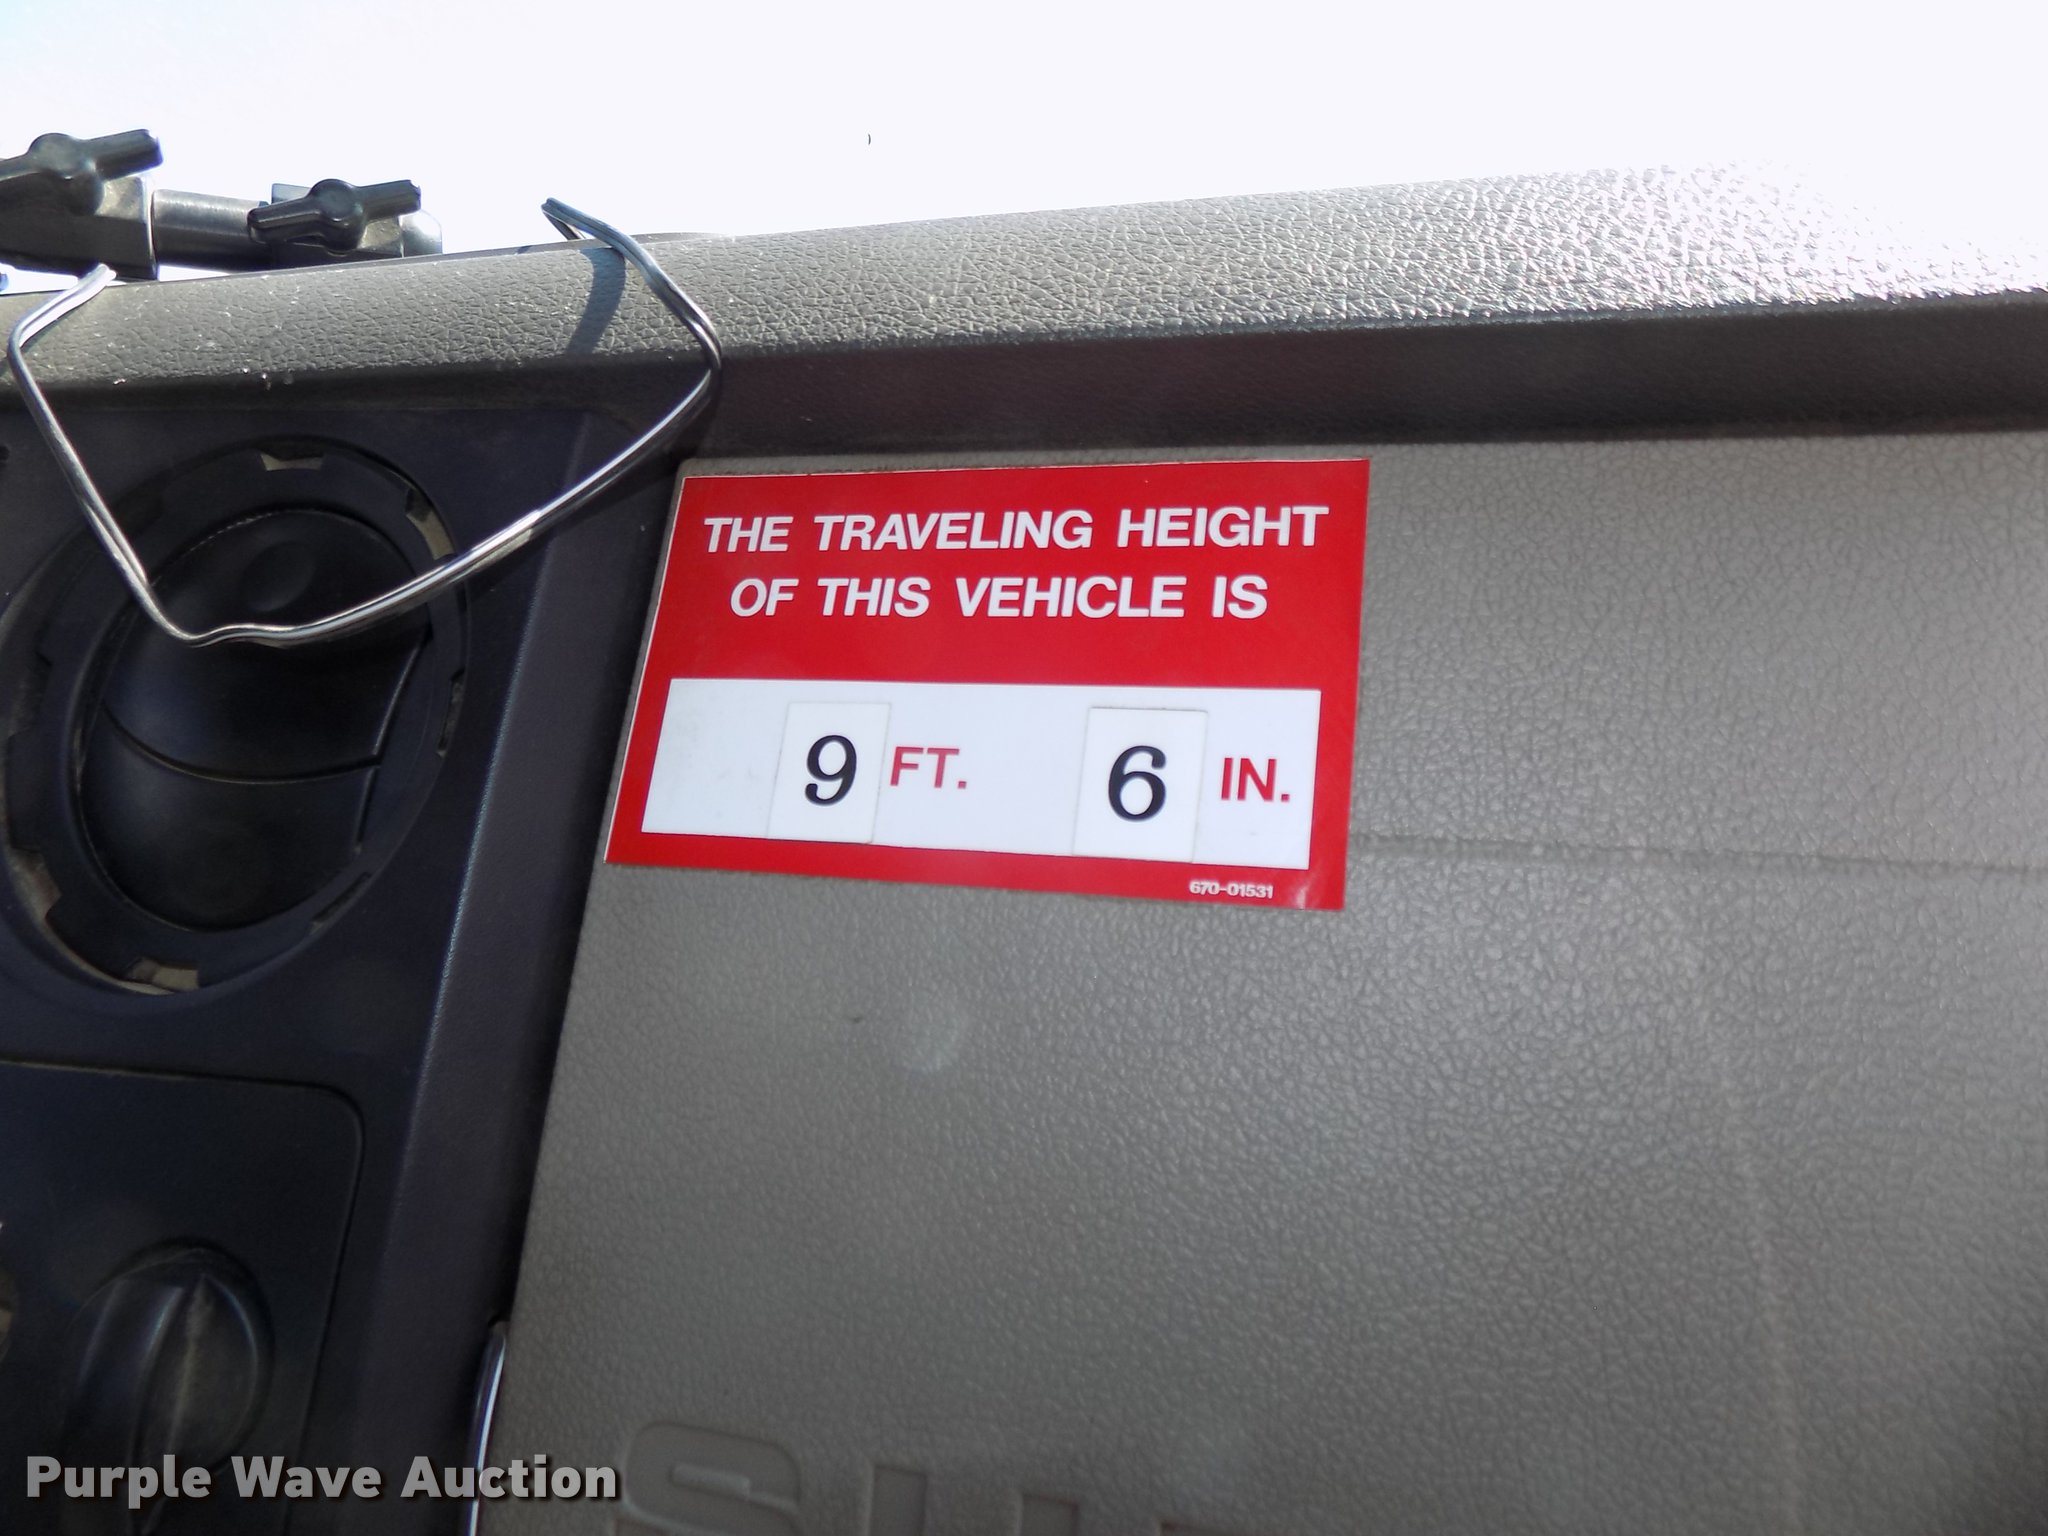 THE TRAVELING HEIGHT
OF THIS VEHICLE IS
9 FT. 6 IN.
670-01531
Purple Wave Auction